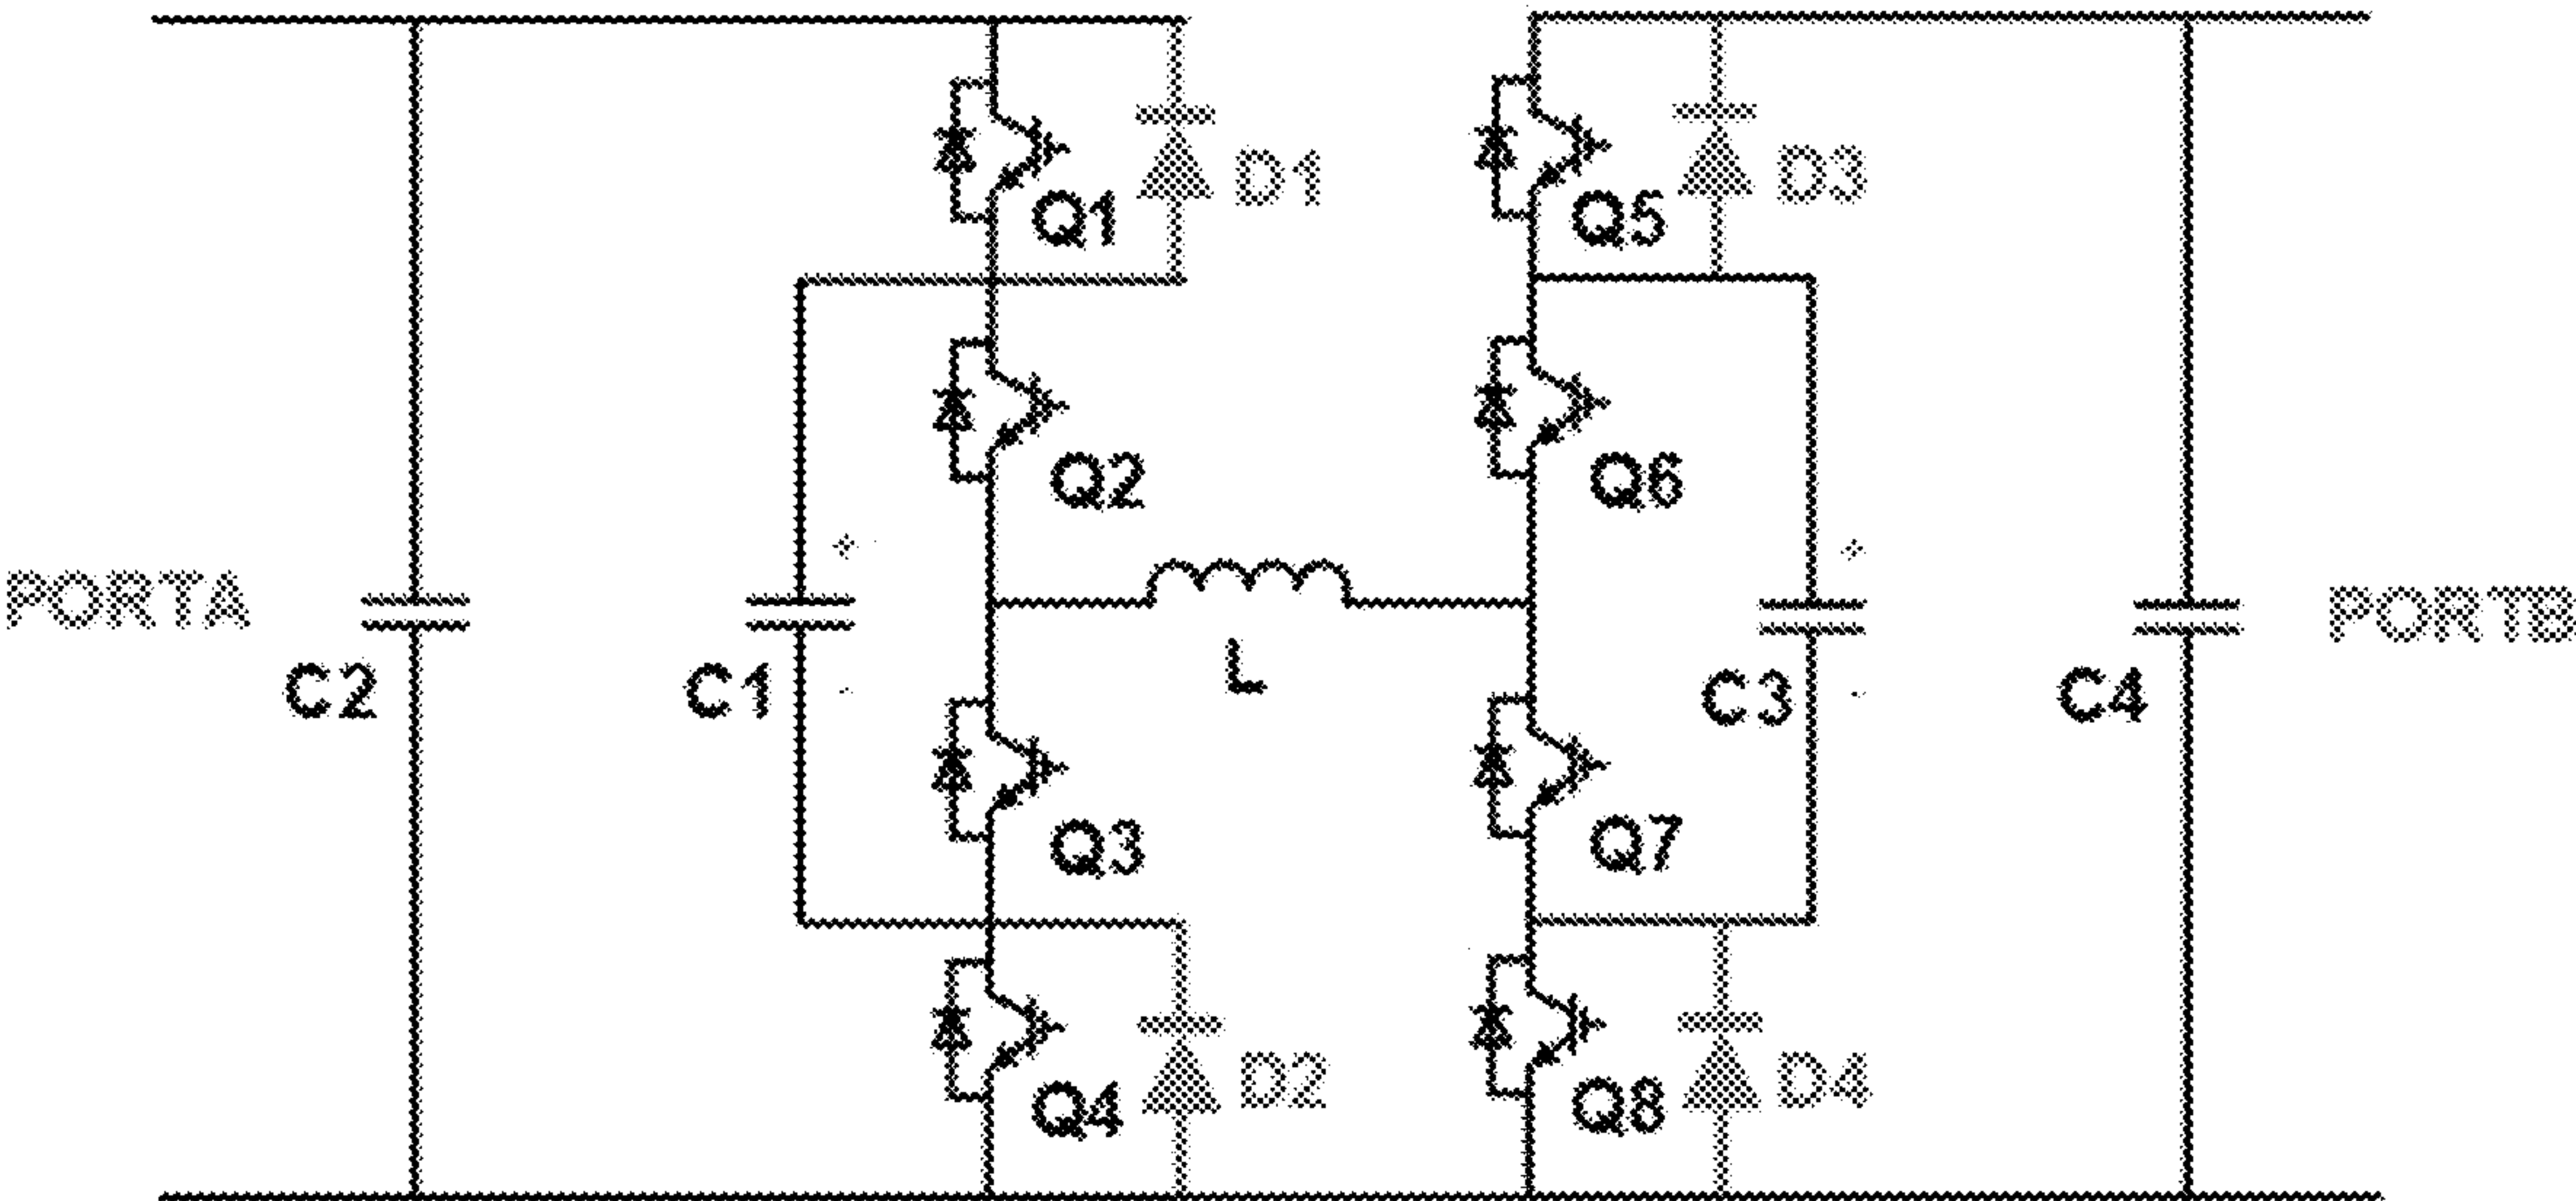 D1
D3
Q1
Q5
Q2
Q6
+
+
PORTA
PORTB
L
C2
C1
C3
C4
-
-
Q3
Q7
D2
D4
Q4
Q8